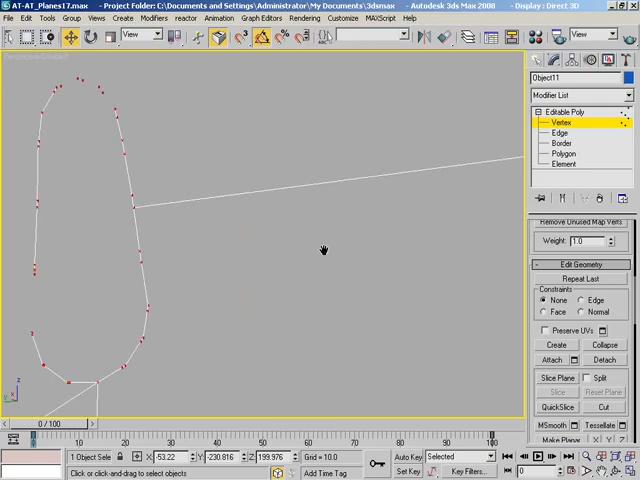 AT-AT_Planes17.max - Project Folder: C:\Documents and Settings\Administrator\My Documents\3dsmax - Autodesk 3ds Max 2008 - Display : Direct 3D
File Edit Tools Group Views Create Modifiers Animation Graph Editors Rendering Customize MAXScript Help
View
View
Object11
Modifier List
Editable Poly
Vertex
Edge
Border
Polygon
Element
Remove Unused Map Verts
Weight: 1.0
- Edit Geometry
Repeat Last
Constraints
None Edge
Face Normal
Preserve UVs
Create Collapse
Attach Detach
Slice Plane Split
Slice Reset Plane
QuickSlice Cut
MSmooth Tessellate
Make Planar X Y Z
z
0 / 100
0 10 20 30 40 50 60 70 80 90 100
1 Object Sele X: -53.22 Y: -230.816 Z: 199.976 Grid = 10.0 Auto Key Selected
Click or click-and-drag to select objects Add Time Tag Set Key Key Filters... 0